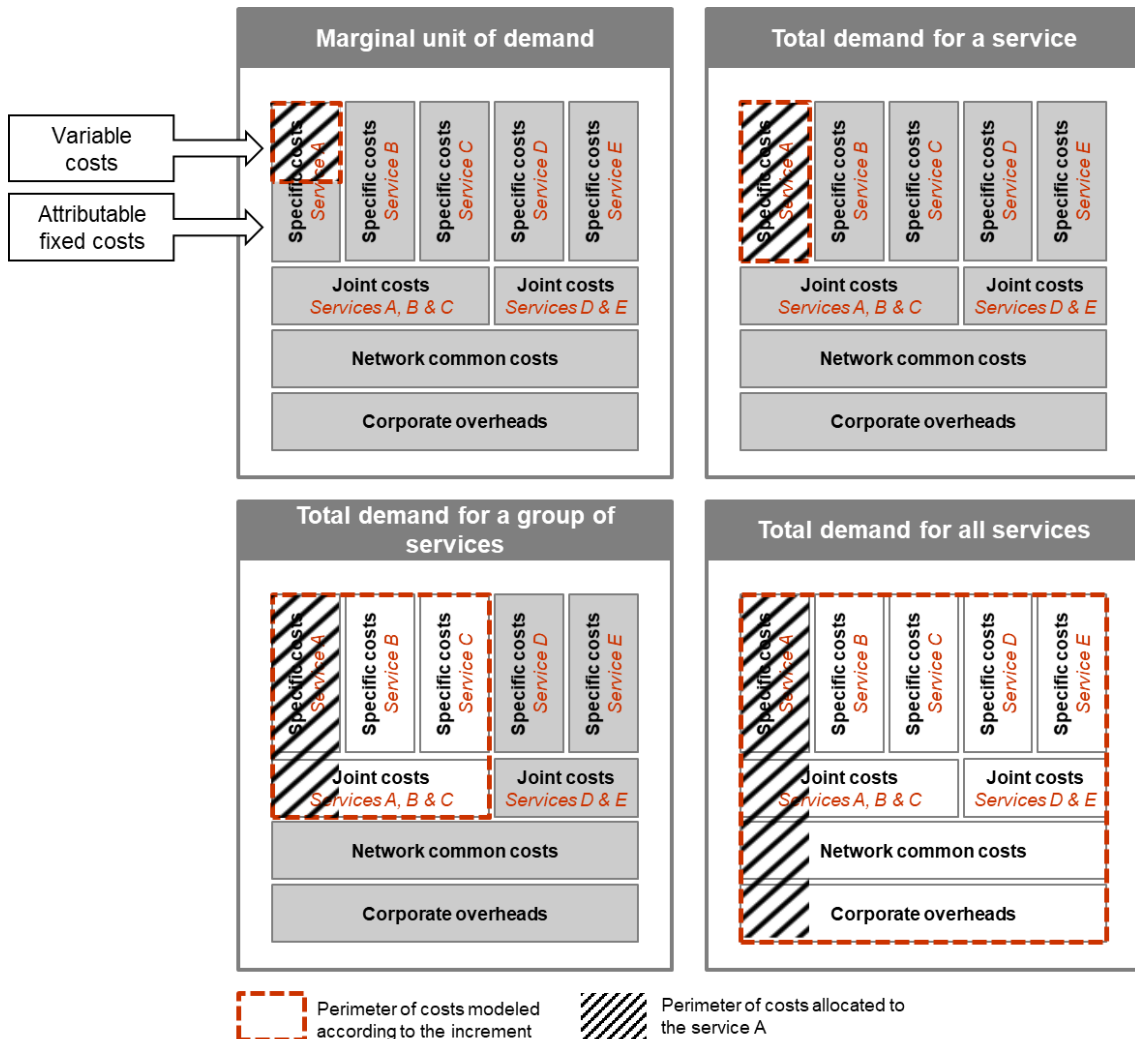 Marginal unit of demand
Variable
costs
Attributable
fixed costs
Specific costs
Service A
Specific costs
Service B
Specific costs
Service C
Specific costs
Service D
Specific costs
Service E
Joint costs
Services A, B & C
Joint costs
Services D & E
Network common costs
Corporate overheads
Total demand for a service
Specific costs
Service A
Specific costs
Service B
Specific costs
Service C
Specific costs
Service D
Specific costs
Service E
Joint costs
Services A, B & C
Joint costs
Services D & E
Network common costs
Corporate overheads
Total demand for a group of
services
Specific costs
Service A
Specific costs
Service B
Specific costs
Service C
Specific costs
Service D
Specific costs
Service E
Joint costs
Services A, B & C
Joint costs
Services D & E
Network common costs
Corporate overheads
Total demand for all services
Specific costs
Service A
Specific costs
Service B
Specific costs
Service C
Specific costs
Service D
Specific costs
Service E
Joint costs
Services A, B & C
Joint costs
Services D & E
Network common costs
Corporate overheads
Perimeter of costs modeled
according to the increment
Perimeter of costs allocated to
the service A